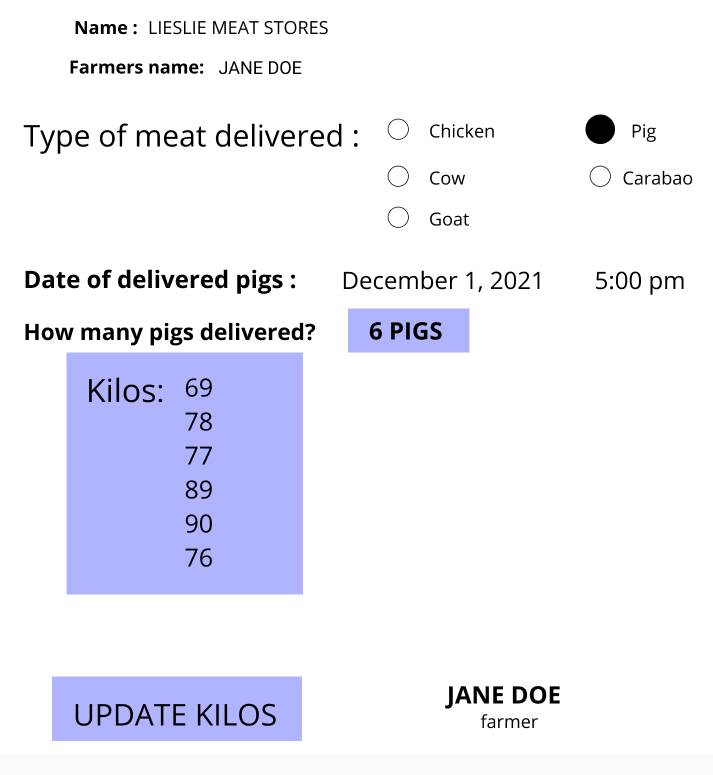 Name : LIESLIE MEAT STORES
Farmers name: JANE DOE
Type of meat delivered : Chicken Pig
Cow Carabao
Goat
Date of delivered pigs : December 1, 2021 5:00 pm
How many pigs delivered? 6 PIGS
Kilos: 69
78
77
89
90
76
UPDATE KILOS
JANE DOE
farmer